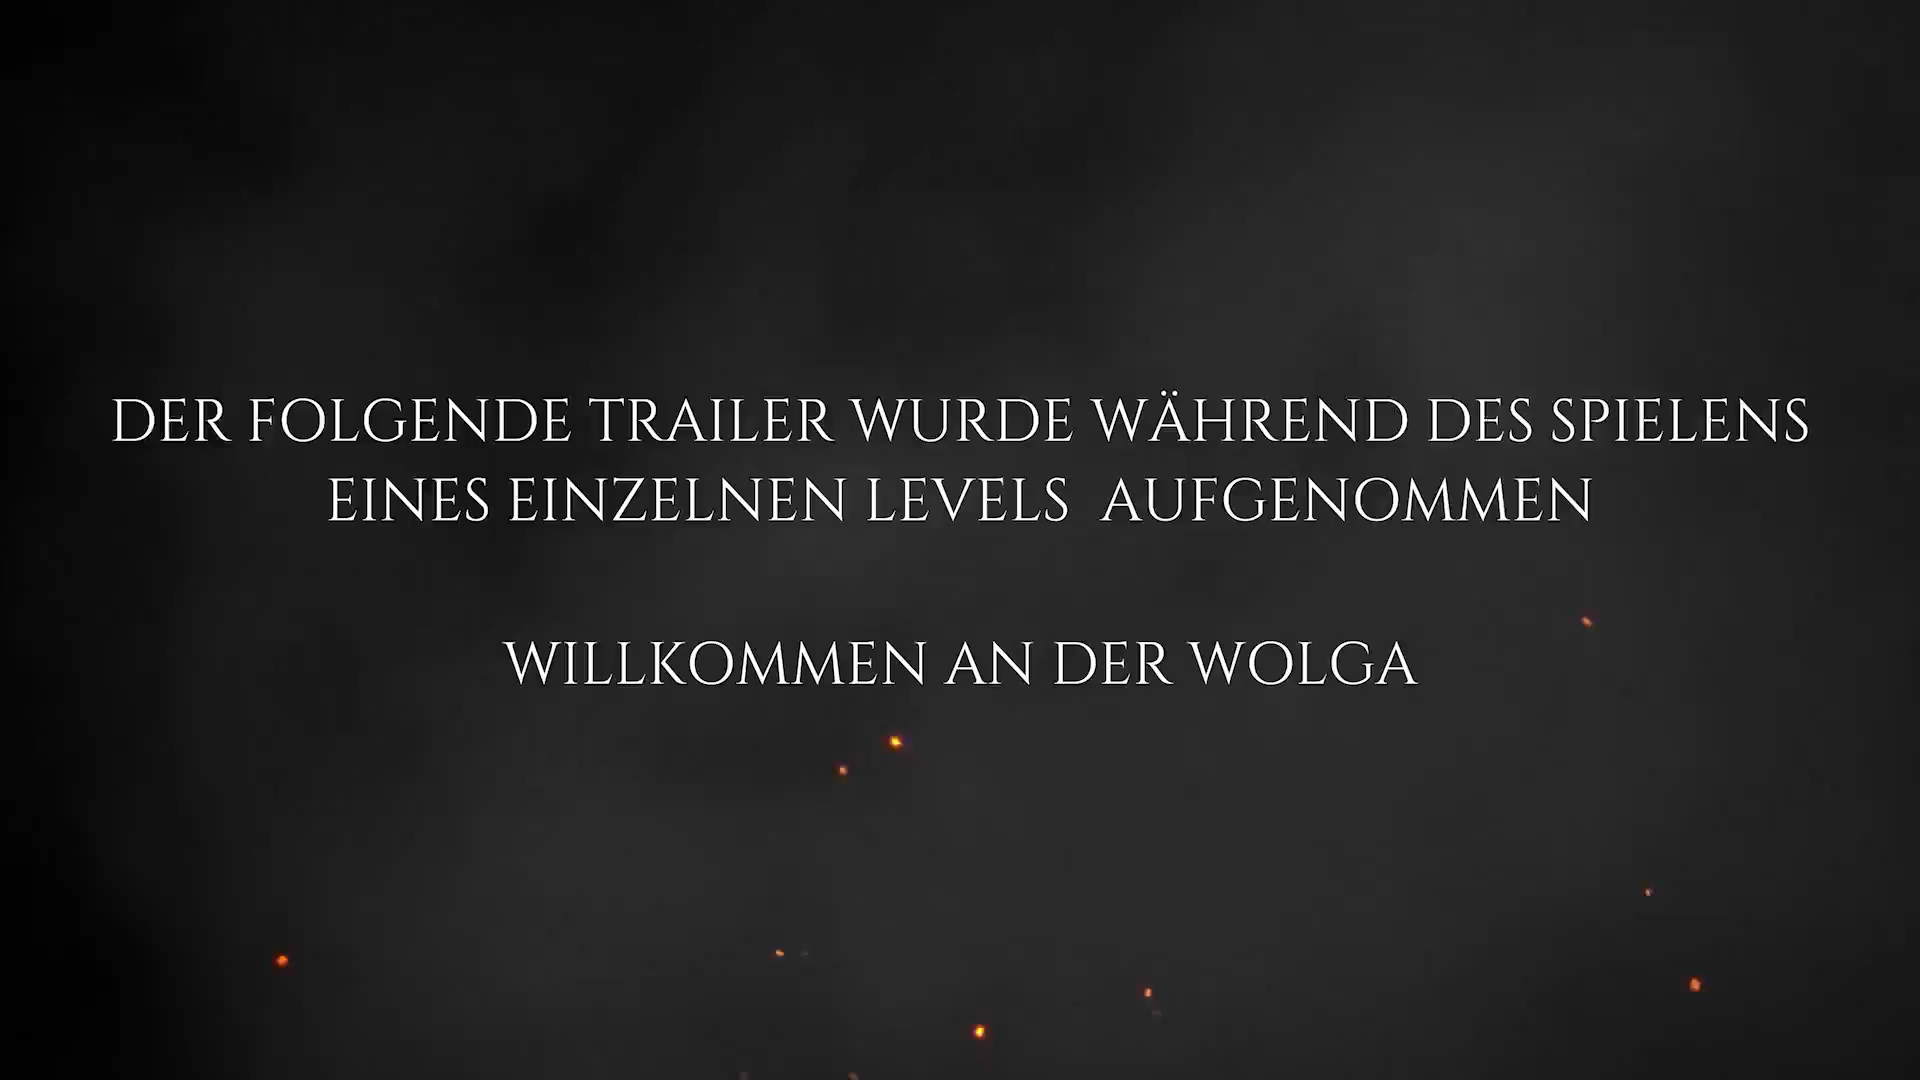 DER FOLGENDE TRAILER WURDE WÄHREND DES SPIELENS
EINES EINZELNEN LEVELS  AUFGENOMMEN
WILLKOMMEN AN DER WOLGA